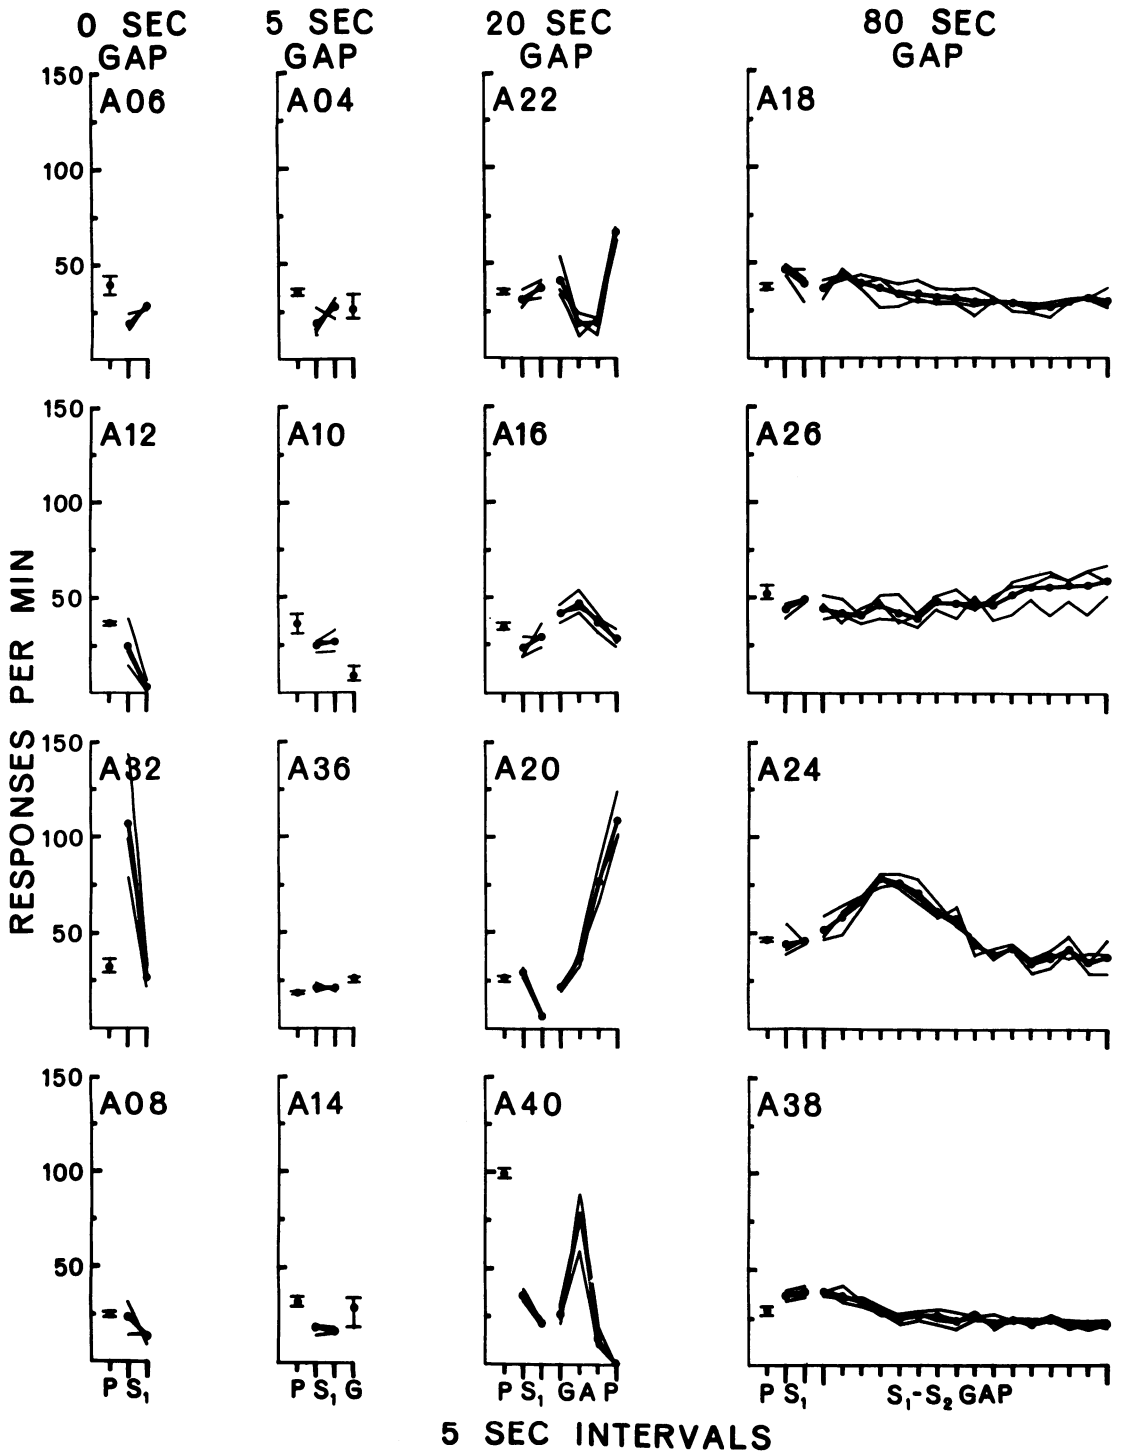 0 SEC GAP 5 SEC GAP 20 SEC GAP 80 SEC GAP
RESPONSES PER MIN
150 A06 A04 A22 A18
100
50
150 A12 A10 A16 A26
100
50
150 A32 A36 A20 A24
100
50
150 A08 A14 A40 A38
100
50
P S₁ P S₁ G P S₁ GAP P S₁ S₁-S₂ GAP
5 SEC INTERVALS